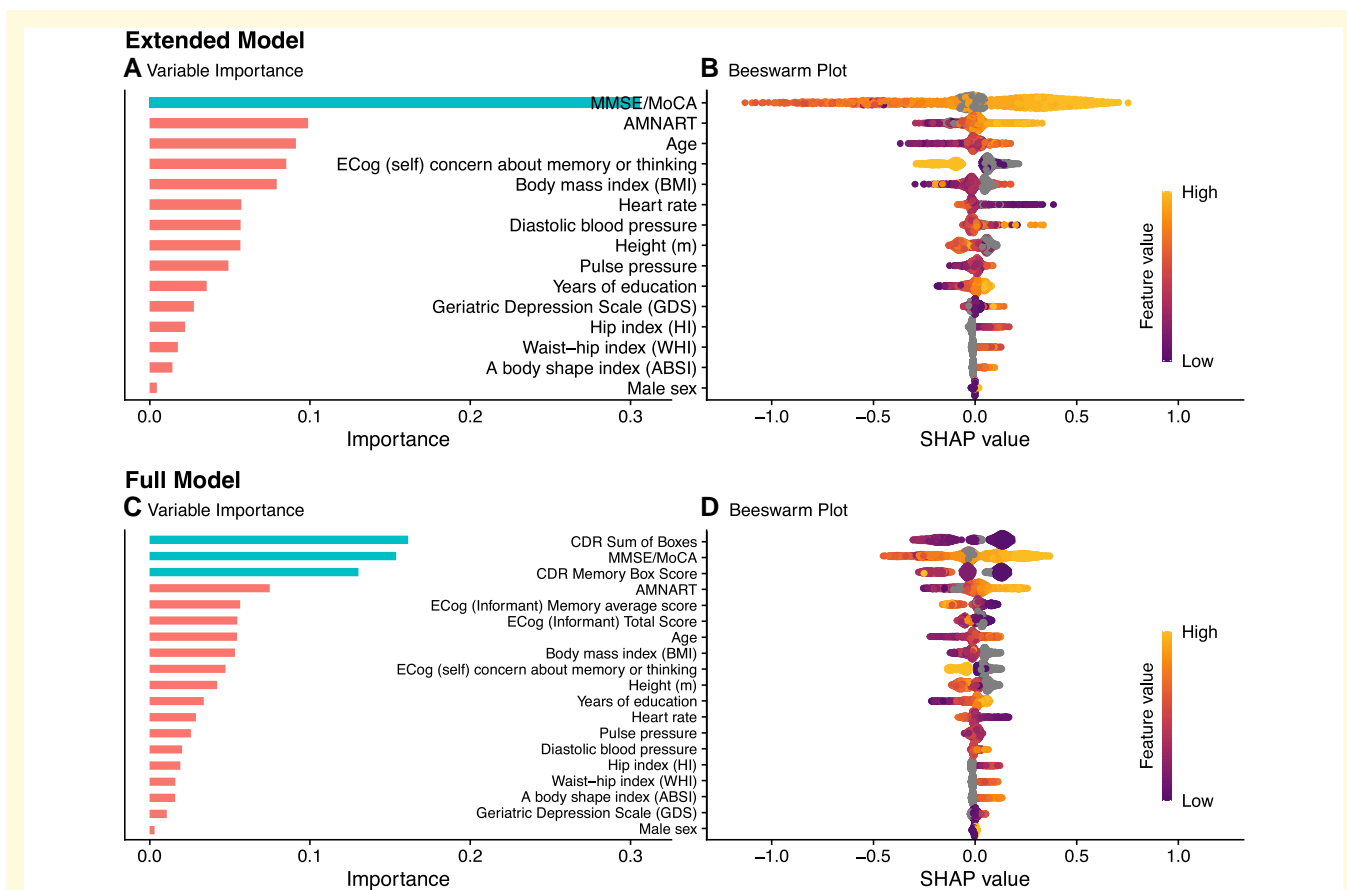 Extended Model
A Variable Importance
MMSE/MoCA
AMNART
Age
ECog (self) concern about memory or thinking
Body mass index (BMI)
Heart rate
Diastolic blood pressure
Height (m)
Pulse pressure
Years of education
Geriatric Depression Scale (GDS)
Hip index (HI)
Waist–hip index (WHI)
A body shape index (ABSI)
Male sex
0.0 0.1 0.2 0.3
Importance
B Beeswarm Plot
High
Feature value
Low
−1.0 −0.5 0.0 0.5 1.0
SHAP value
Full Model
C Variable Importance
CDR Sum of Boxes
MMSE/MoCA
CDR Memory Box Score
AMNART
ECog (Informant) Memory average score
ECog (Informant) Total Score
Age
Body mass index (BMI)
ECog (self) concern about memory or thinking
Height (m)
Years of education
Heart rate
Pulse pressure
Diastolic blood pressure
Hip index (HI)
Waist–hip index (WHI)
A body shape index (ABSI)
Geriatric Depression Scale (GDS)
Male sex
0.0 0.1 0.2 0.3
Importance
D Beeswarm Plot
High
Feature value
Low
−1.0 −0.5 0.0 0.5 1.0
SHAP value